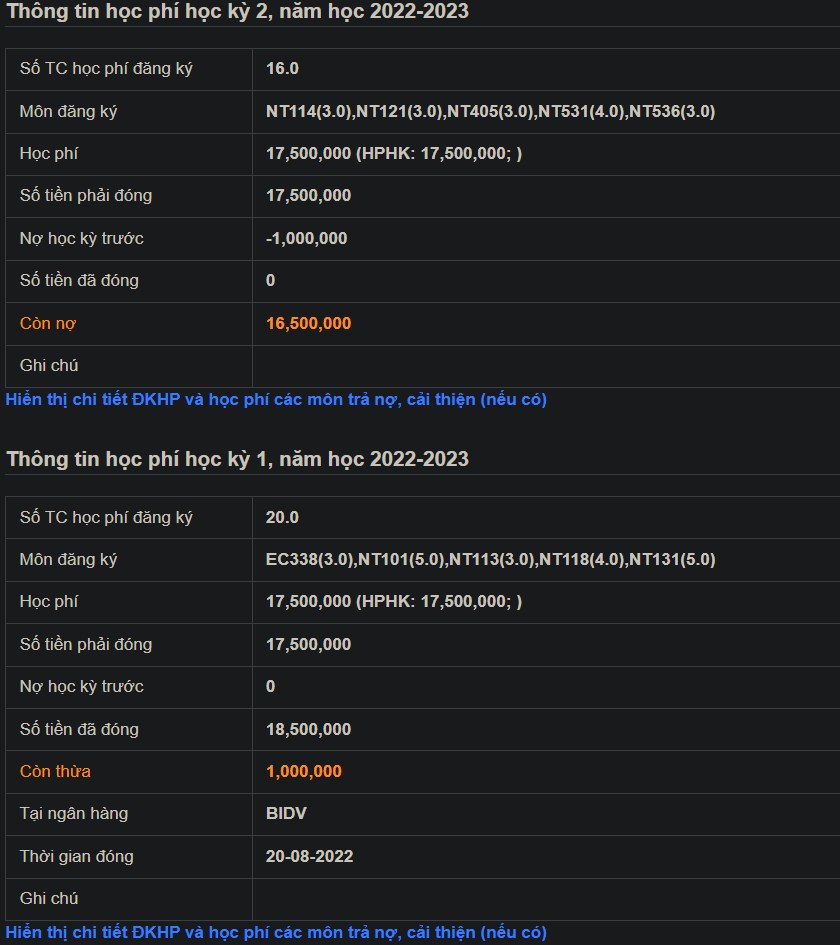 Thông tin học phí học kỳ 2, năm học 2022-2023
Số TC học phí đăng ký 16.0
Môn đăng ký NT114(3.0),NT121(3.0),NT405(3.0),NT531(4.0),NT536(3.0)
Học phí 17,500,000 (HPHK: 17,500,000; )
Số tiền phải đóng 17,500,000
Nợ học kỳ trước -1,000,000
Số tiền đã đóng 0
Còn nợ 16,500,000
Ghi chú
Hiển thị chi tiết ĐKHP và học phí các môn trả nợ, cải thiện (nếu có)
Thông tin học phí học kỳ 1, năm học 2022-2023
Số TC học phí đăng ký 20.0
Môn đăng ký EC338(3.0),NT101(5.0),NT113(3.0),NT118(4.0),NT131(5.0)
Học phí 17,500,000 (HPHK: 17,500,000; )
Số tiền phải đóng 17,500,000
Nợ học kỳ trước 0
Số tiền đã đóng 18,500,000
Còn thừa 1,000,000
Tại ngân hàng BIDV
Thời gian đóng 20-08-2022
Ghi chú
Hiển thị chi tiết ĐKHP và học phí các môn trả nợ, cải thiện (nếu có)